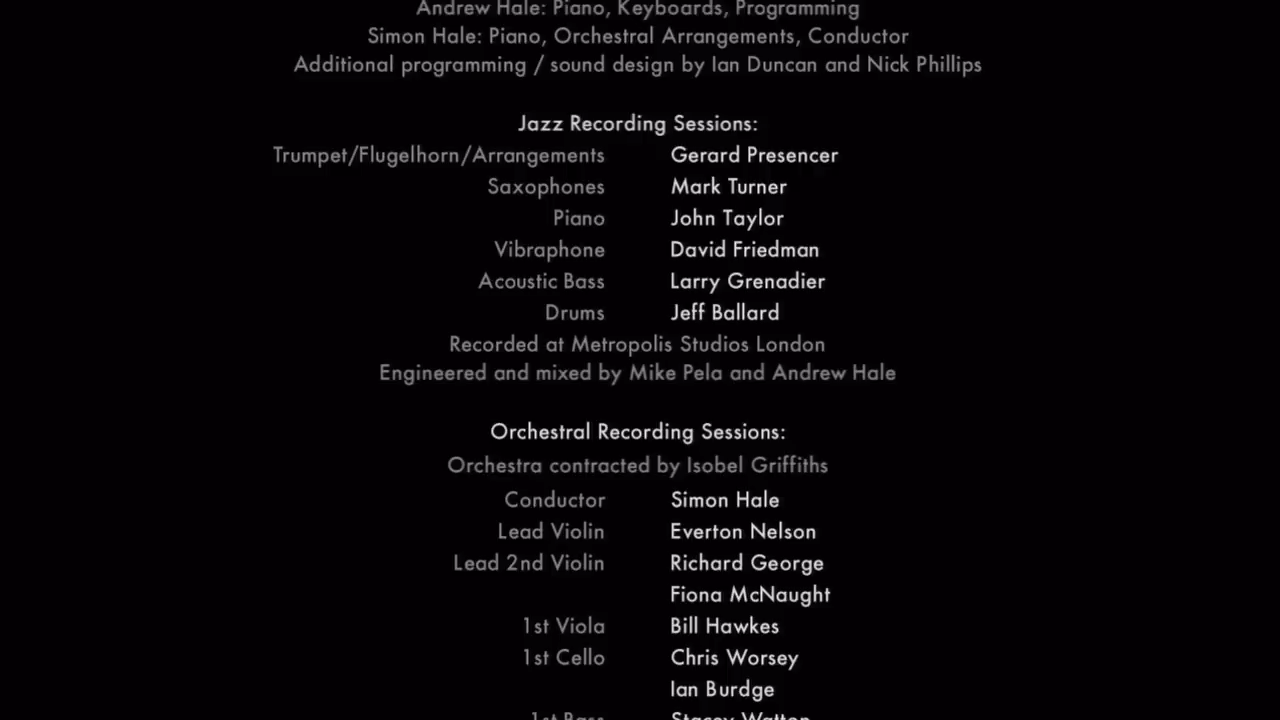 Andrew Hale: Piano, Keyboards, Programming
Simon Hale: Piano, Orchestral Arrangements, Conductor
Additional programming / sound design by Ian Duncan and Nick Phillips
Jazz Recording Sessions:
Trumpet/Flugelhorn/Arrangements Gerard Presencer
Saxophones Mark Turner
Piano John Taylor
Vibraphone David Friedman
Acoustic Bass Larry Grenadier
Drums Jeff Ballard
Recorded at Metropolis Studios London
Engineered and mixed by Mike Pela and Andrew Hale
Orchestral Recording Sessions:
Orchestra contracted by Isobel Griffiths
Conductor Simon Hale
Lead Violin Everton Nelson
Lead 2nd Violin Richard George
Fiona McNaught
1st Viola Bill Hawkes
1st Cello Chris Worsey
Ian Burdge
1st Bass Stacey Watton